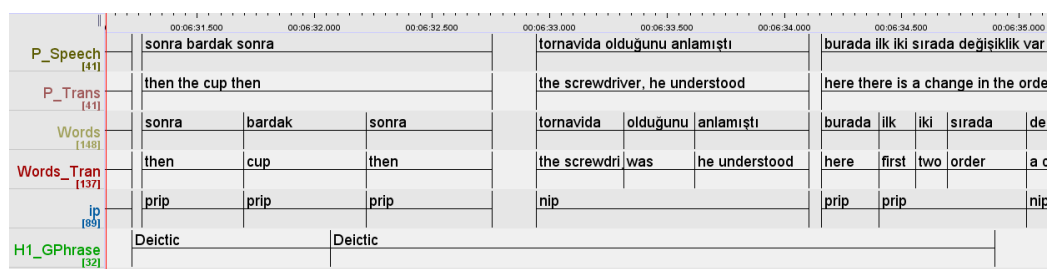 00:06:31.500 00:06:32.000 00:06:32.500 00:06:33.000 00:06:33.500 00:06:34.000 00:06:34.500 00:06:35.000
P_Speech [41] sonra bardak sonra tornavida olduğunu anlamıştı burada ilk iki sırada değişiklik var
P_Trans [41] then the cup then the screwdriver, he understood here there is a change in the orde
Words [148] sonra bardak sonra tornavida olduğunu anlamıştı burada ilk iki sırada de
Words_Tran [137] then cup then the screwdri was he understood here first two order a c
ip [89] prip prip prip nip prip prip nip
H1_GPhrase [32] Deictic Deictic